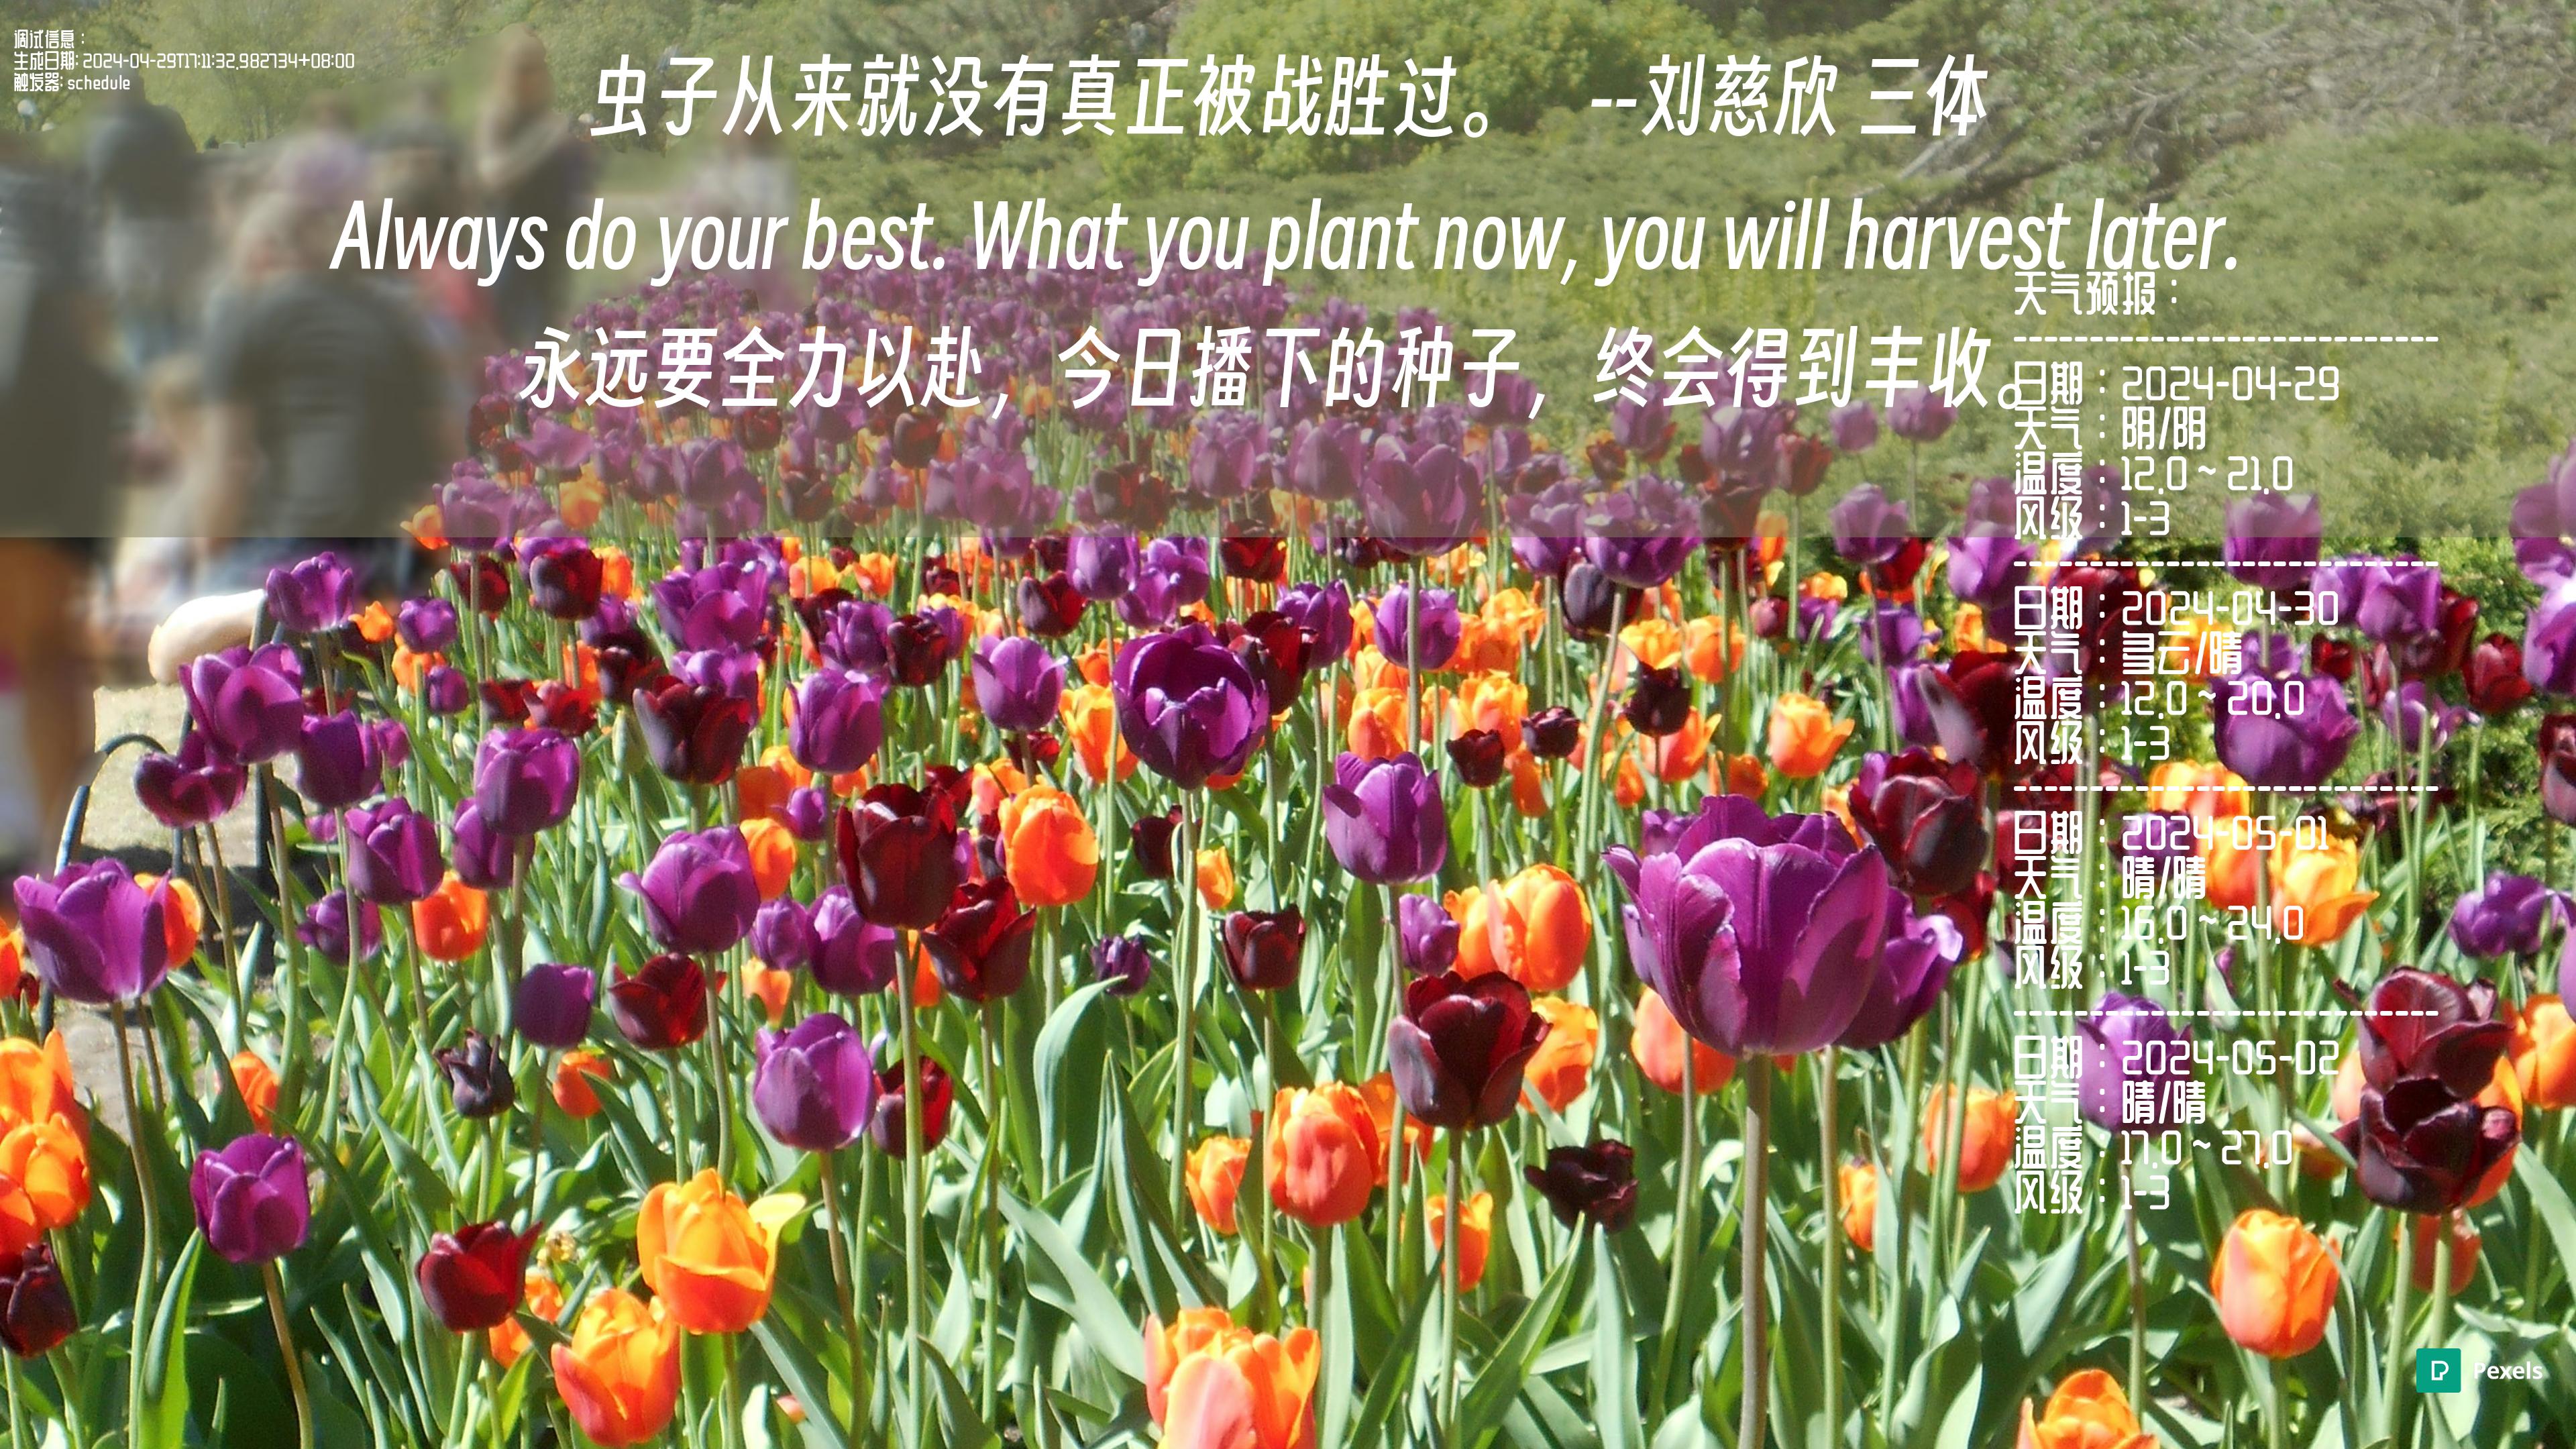 调试信息：
生成日期: 2024-04-29T17:11:32.982734+08:00
触发器: schedule
虫子从来就没有真正被战胜过。 --刘慈欣 三体
Always do your best. What you plant now, you will harvest later.
永远要全力以赴，今日播下的种子，终会得到丰收。
天气预报：
------------------------------
日期：2024-04-29
天气：阴/阴
温度：12.0 ~ 21.0
风级：1-3
------------------------------
日期：2024-04-30
天气：多云/晴
温度：12.0 ~ 20.0
风级：1-3
------------------------------
日期：2024-05-01
天气：晴/晴
温度：16.0 ~ 24.0
风级：1-3
------------------------------
日期：2024-05-02
天气：晴/晴
温度：17.0 ~ 27.0
风级：1-3
Pexels